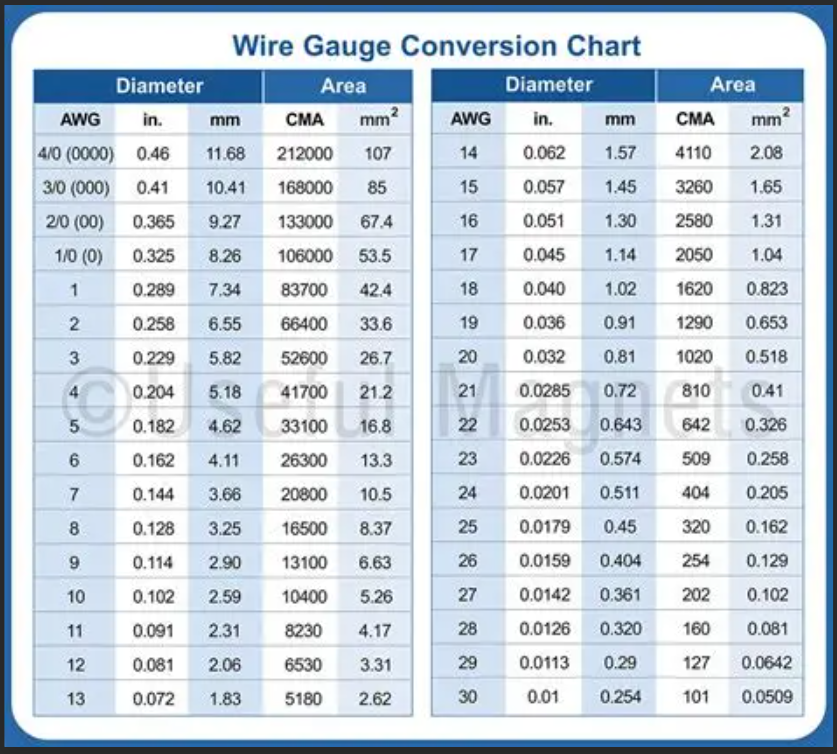 Wire Gauge Conversion Chart
Diameter Area
AWG in. mm CMA mm²
4/0 (0000) 0.46 11.68 212000 107
3/0 (000) 0.41 10.41 168000 85
2/0 (00) 0.365 9.27 133000 67.4
1/0 (0) 0.325 8.26 106000 53.5
1 0.289 7.34 83700 42.4
2 0.258 6.55 66400 33.6
3 0.229 5.82 52600 26.7
4 0.204 5.18 41700 21.2
5 0.182 4.62 33100 16.8
6 0.162 4.11 26300 13.3
7 0.144 3.66 20800 10.5
8 0.128 3.25 16500 8.37
9 0.114 2.90 13100 6.63
10 0.102 2.59 10400 5.26
11 0.091 2.31 8230 4.17
12 0.081 2.06 6530 3.31
13 0.072 1.83 5180 2.62
Diameter Area
AWG in. mm CMA mm²
14 0.062 1.57 4110 2.08
15 0.057 1.45 3260 1.65
16 0.051 1.30 2580 1.31
17 0.045 1.14 2050 1.04
18 0.040 1.02 1620 0.823
19 0.036 0.91 1290 0.653
20 0.032 0.81 1020 0.518
21 0.0285 0.72 810 0.41
22 0.0253 0.643 642 0.326
23 0.0226 0.574 509 0.258
24 0.0201 0.511 404 0.205
25 0.0179 0.45 320 0.162
26 0.0159 0.404 254 0.129
27 0.0142 0.361 202 0.102
28 0.0126 0.320 160 0.081
29 0.0113 0.29 127 0.0642
30 0.01 0.254 101 0.0509
©Useful Magnets